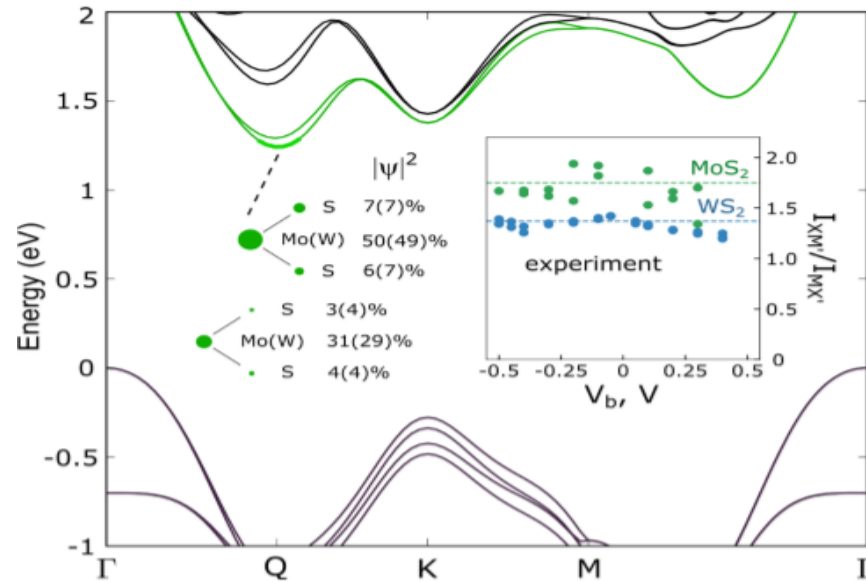 2
1.5
1
0.5
0
-0.5
-1
Energy (eV)
Γ
Q
K
M
|ψ|²
S 7(7)%
Mo(W) 50(49)%
S 6(7)%
S 3(4)%
Mo(W) 31(29)%
S 4(4)%
MoS₂
WS₂
experiment
2.0
1.5
1.0
0.5
0
I_XM'/I_MX'
-0.5
-0.25
0
0.25
0.5
V_b, V